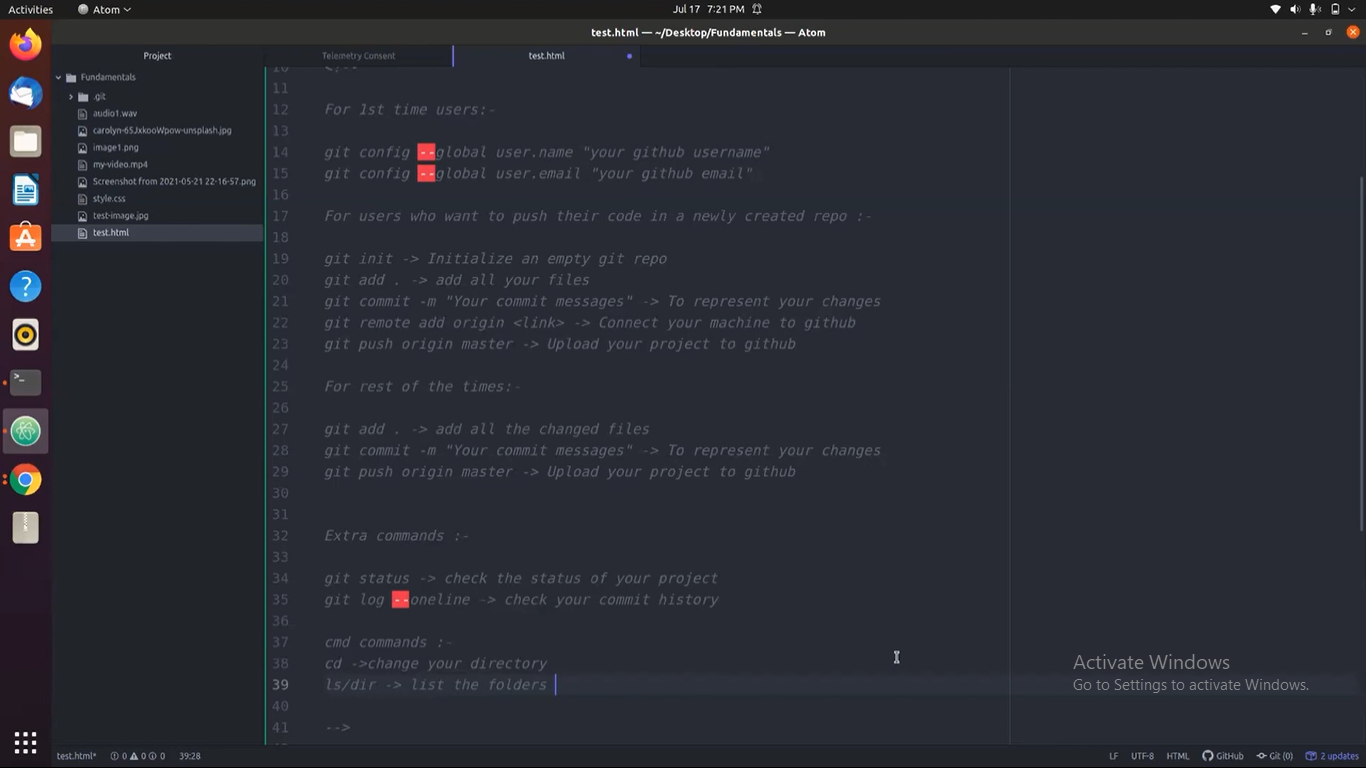 Activities
Atom
Jul 17 7:21 PM
test.html — ~/Desktop/Fundamentals — Atom
Project
Telemetry Consent
test.html
Fundamentals
.git
audio1.wav
carolyn-65JxkooWpow-unsplash.jpg
image1.png
my-video.mp4
Screenshot from 2021-05-21 22-16-57.png
style.css
test-image.jpg
test.html
10 <!--
11
12 For 1st time users:-
13
14 git config --global user.name "your github username"
15 git config --global user.email "your github email"
16
17 For users who want to push their code in a newly created repo :-
18
19 git init -> Initialize an empty git repo
20 git add . -> add all your files
21 git commit -m "Your commit messages" -> To represent your changes
22 git remote add origin <link> -> Connect your machine to github
23 git push origin master -> Upload your project to github
24
25 For rest of the times:-
26
27 git add . -> add all the changed files
28 git commit -m "Your commit messages" -> To represent your changes
29 git push origin master -> Upload your project to github
30
31
32 Extra commands :-
33
34 git status -> check the status of your project
35 git log --oneline -> check your commit history
36
37 cmd commands :-
38 cd ->change your directory
39 ls/dir -> list the folders
40
41 -->
Activate Windows
Go to Settings to activate Windows.
test.html* 0 0 0 39:28
LF UTF-8 HTML GitHub Git (0) 2 updates